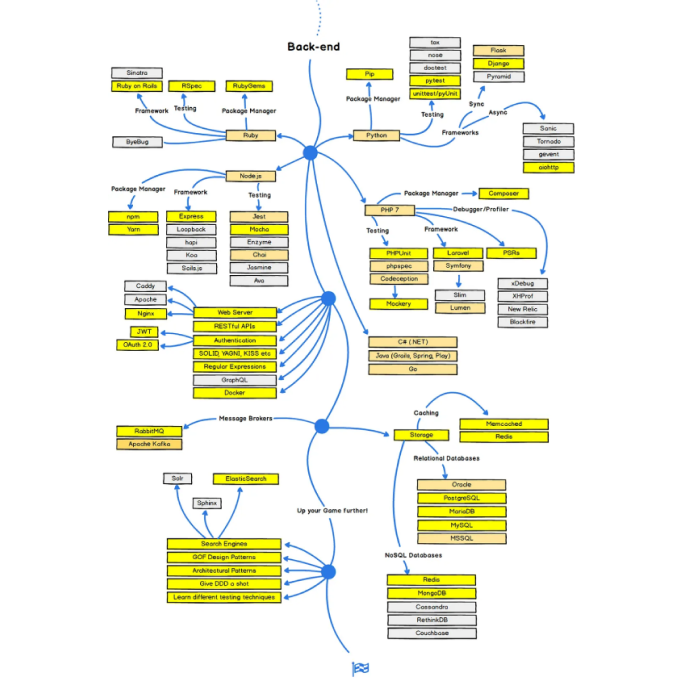 Back-end
Sinatra
Ruby on Rails
RSpec
RubyGems
Framework
Testing
Package Manager
Ruby
ByeBug
Pip
Package Manager
Python
tox
nose
doctest
pytest
unittest/pyUnit
Testing
Flask
Django
Pyramid
Sync
Async
Frameworks
Sanic
Tornado
gevent
aiohttp
Node.js
Package Manager
Framework
Testing
npm
Yarn
Express
Loopback
hapi
Koa
Sails.js
Jest
Mocha
Enzyme
Chai
Jasmine
Ava
PHP 7
Package Manager
Composer
Debugger/Profiler
Testing
Framework
PHPUnit
phpspec
Codeception
Mockery
Laravel
Symfony
Slim
Lumen
PSRs
xDebug
XHProf
New Relic
Blackfire
Caddy
Apache
Nginx
JWT
OAuth 2.0
Web Server
RESTful APIs
Authentication
SOLID, YAGNI, KISS etc
Regular Expressions
GraphQL
Docker
C# (.NET)
Java (Grails, Spring, Play)
Go
Message Brokers
RabbitMQ
Apache Kafka
Storage
Caching
Memcached
Redis
Relational Databases
Oracle
PostgreSQL
MariaDB
MySQL
MSSQL
NoSQL Databases
Redis
MongoDB
Cassandra
RethinkDB
Couchbase
Solr
Sphinx
ElasticSearch
Up your Game further!
Search Engines
GOF Design Patterns
Architectural Patterns
Give DDD a shot
Learn different testing techniques